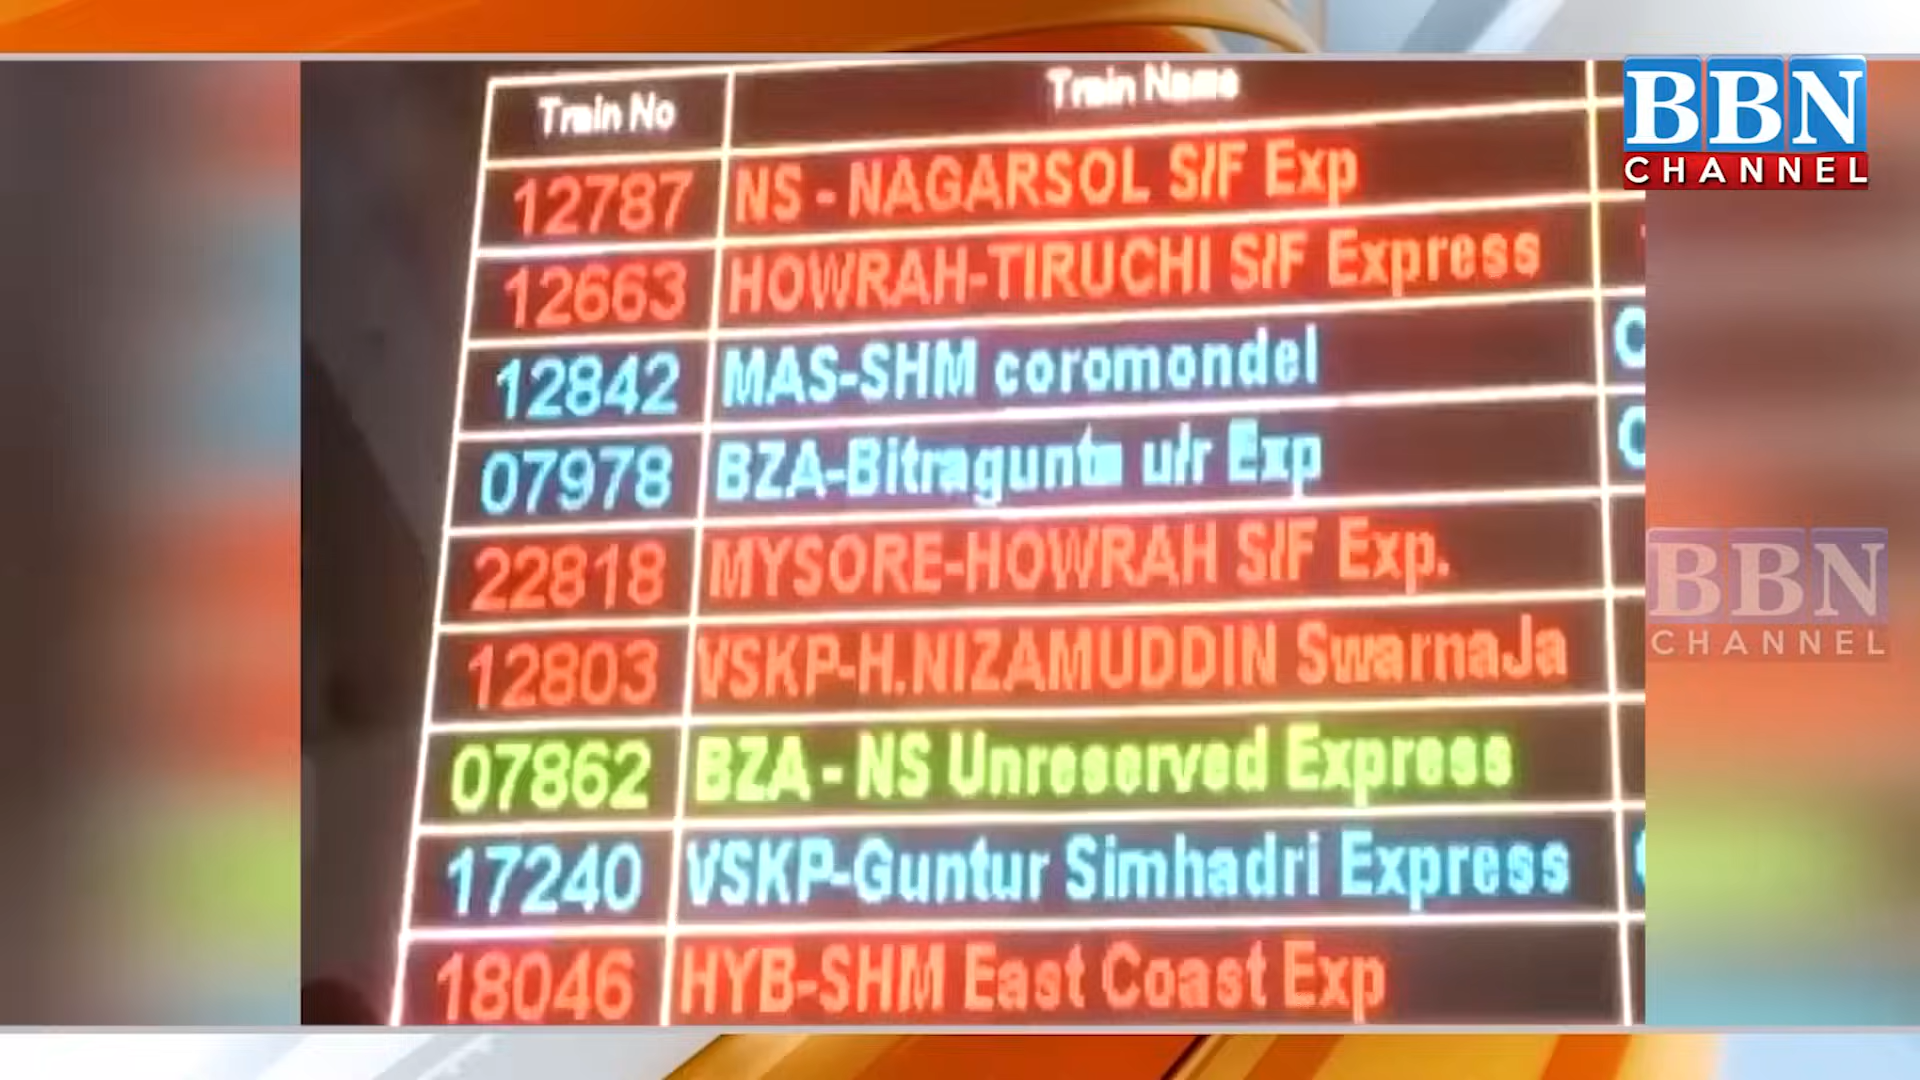 Train No Train Name
12787 NS - NAGARSOL S/F Exp
12663 HOWRAH-TIRUCHI S/F Express
12842 MAS-SHM coromondel
07978 BZA-Bitragunta u/r Exp
22818 MYSORE-HOWRAH S/F Exp.
12803 VSKP-H.NIZAMUDDIN SwarnaJa
07862 BZA - NS Unreserved Express
17240 VSKP-Guntur Simhadri Express
18046 HYB-SHM East Coast Exp
BBN
CHANNEL
BBN
CHANNEL